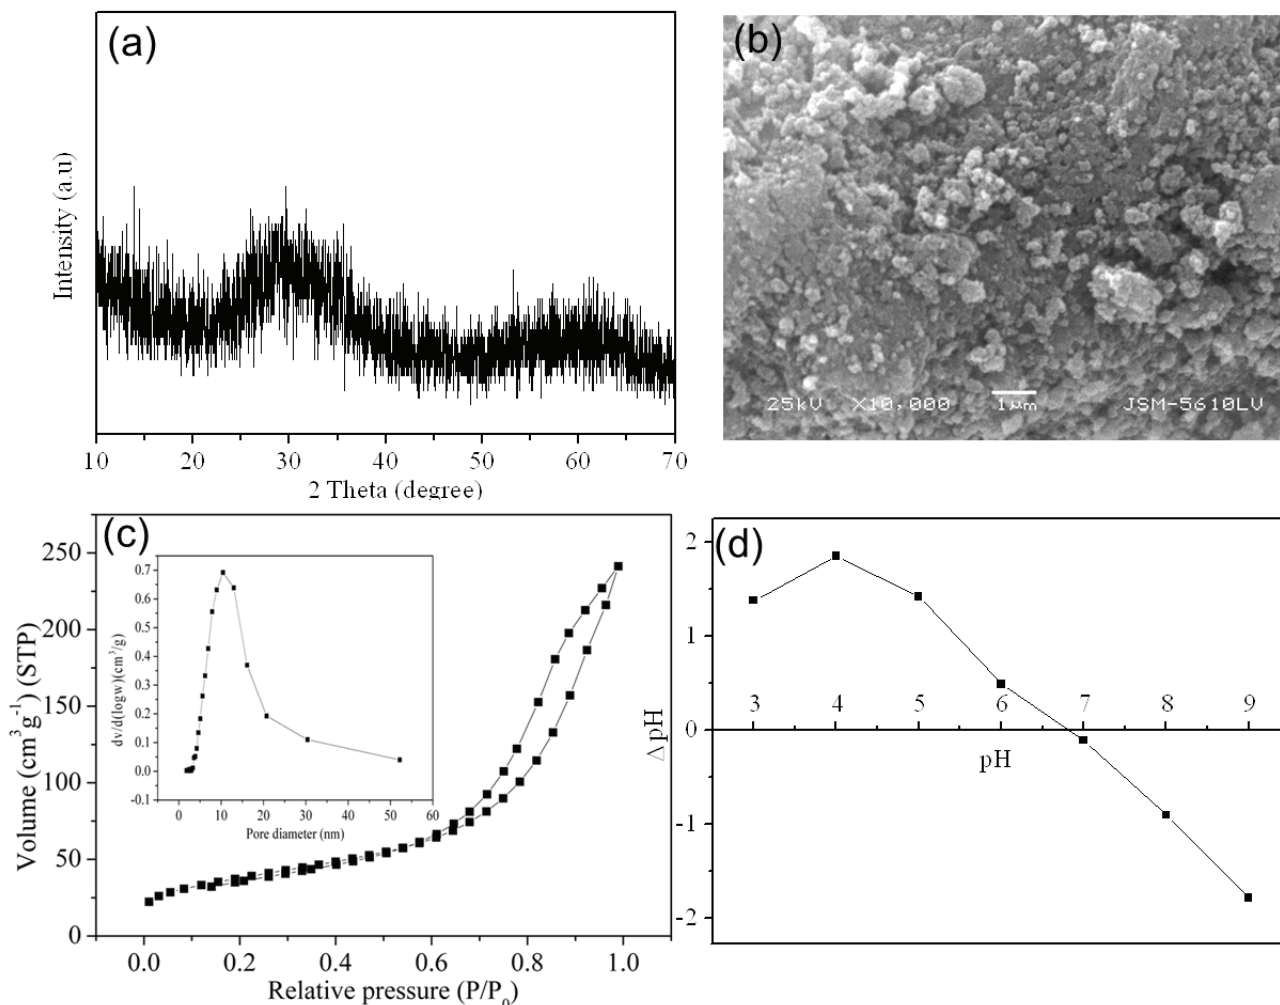 (a)
Intensity (a.u)
10 20 30 40 50 60 70
2 Theta (degree)
(b)
25kV X10,000 1μm JSM-5610LV
(c)
Volume (cm³g⁻¹) (STP)
250
200
150
100
50
0
0.0 0.2 0.4 0.6 0.8 1.0
Relative pressure (P/P₀)
dv/d(logw)(cm³/g)
0.7
0.6
0.5
0.4
0.3
0.2
0.1
0.0
-0.1
0 10 20 30 40 50 60
Pore diameter (nm)
(d)
△pH
2
1
0
-1
-2
3 4 5 6 7 8 9
pH